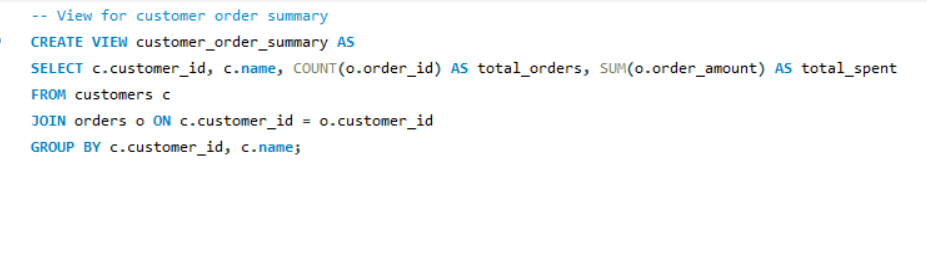 -- View for customer order summary
CREATE VIEW customer_order_summary AS
SELECT c.customer_id, c.name, COUNT(o.order_id) AS total_orders, SUM(o.order_amount) AS total_spent
FROM customers c
JOIN orders o ON c.customer_id = o.customer_id
GROUP BY c.customer_id, c.name;